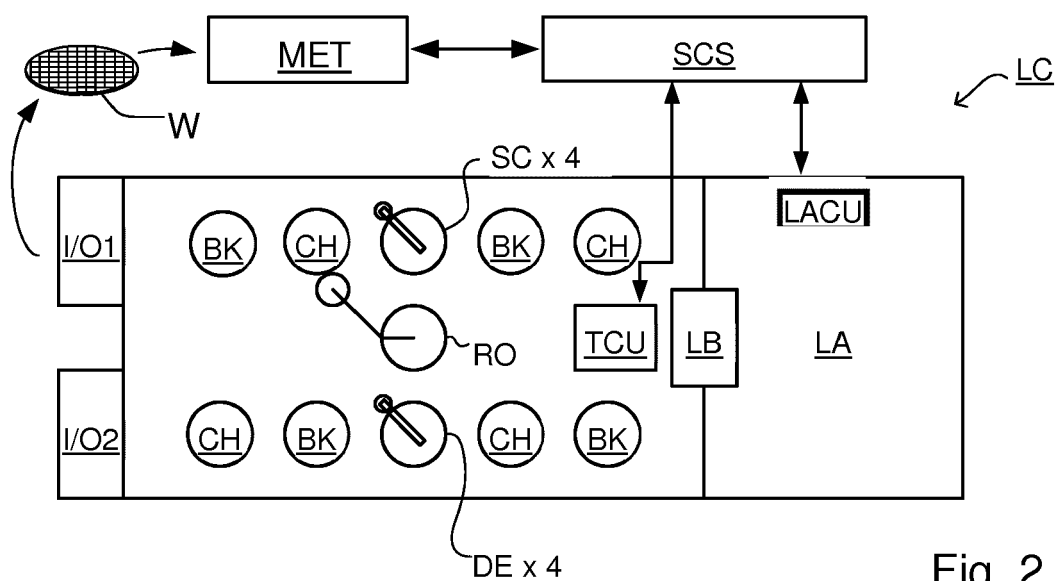 MET
SCS
LC
W
SC x 4
LACU
I/O1
BK
CH
BK
CH
RO
TCU
LB
LA
I/O2
CH
BK
CH
BK
DE x 4
Fig. 2